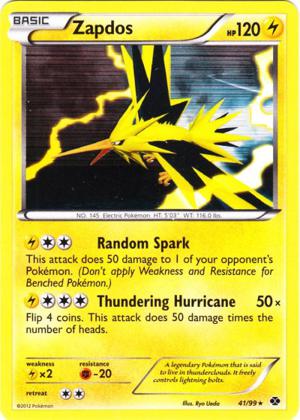 BASIC
Zapdos
HP120
NO. 145 Electric Pokémon HT: 5'03" WT: 116.0 lbs.
Random Spark
This attack does 50 damage to 1 of your opponent's
Pokémon. (Don't apply Weakness and Resistance for
Benched Pokémon.)
Thundering Hurricane 50×
Flip 4 coins. This attack does 50 damage times the
number of heads.
weakness
×2
resistance
-20
retreat
A legendary Pokémon that is said
to live in thunderclouds. It freely
controls lightning bolts.
©2012 Pokémon
Illus. Ryo Ueda
41/99★